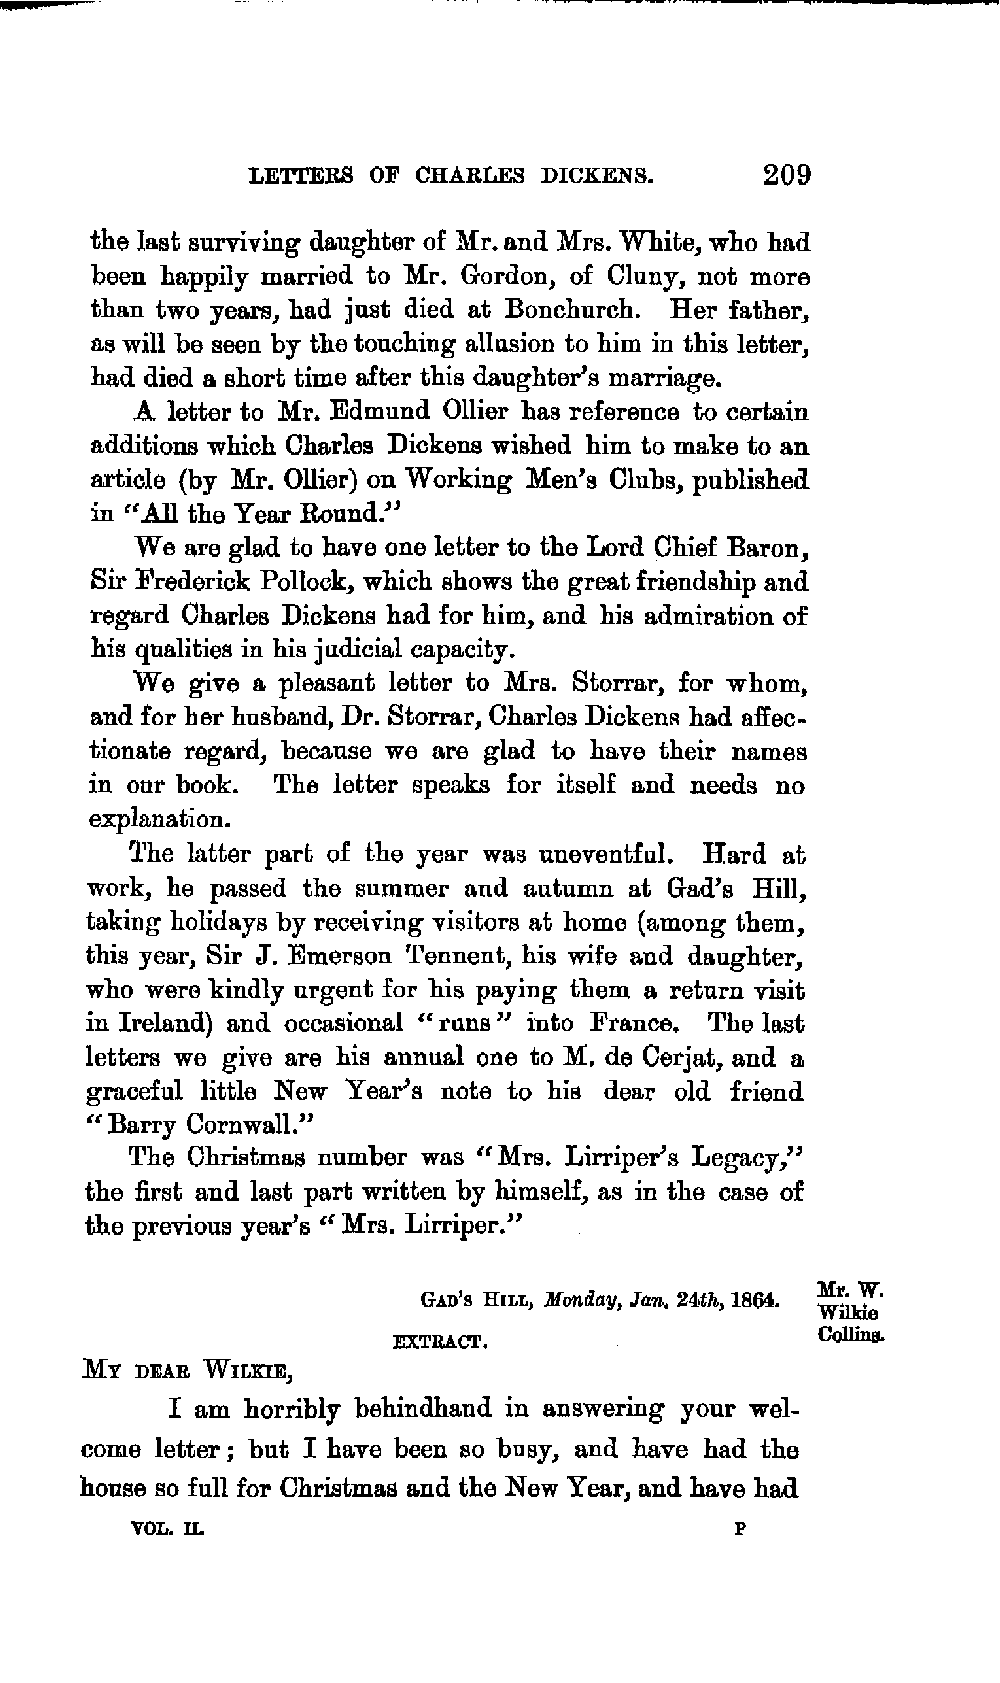 LETTERS OF CHARLES DICKENS. 209
the last surviving daughter of Mr. and Mrs. White, who had
been happily married to Mr. Gordon, of Cluny, not more
than two years, had just died at Bonchurch. Her father,
as will be seen by the touching allusion to him in this letter,
had died a short time after this daughter's marriage.
A letter to Mr. Edmund Ollier has reference to certain
additions which Charles Dickens wished him to make to an
article (by Mr. Ollier) on Working Men's Clubs, published
in "All the Year Round."
We are glad to have one letter to the Lord Chief Baron,
Sir Frederick Pollock, which shows the great friendship and
regard Charles Dickens had for him, and his admiration of
his qualities in his judicial capacity.
We give a pleasant letter to Mrs. Storrar, for whom,
and for her husband, Dr. Storrar, Charles Dickens had affec-
tionate regard, because we are glad to have their names
in our book. The letter speaks for itself and needs no
explanation.
The latter part of the year was uneventful. Hard at
work, he passed the summer and autumn at Gad's Hill,
taking holidays by receiving visitors at home (among them,
this year, Sir J. Emerson Tennent, his wife and daughter,
who were kindly urgent for his paying them a return visit
in Ireland) and occasional "runs" into France. The last
letters we give are his annual one to M. de Cerjat, and a
graceful little New Year's note to his dear old friend
"Barry Cornwall."
The Christmas number was "Mrs. Lirriper's Legacy,"
the first and last part written by himself, as in the case of
the previous year's "Mrs. Lirriper."
GAD'S HILL, Monday, Jan. 24th, 1864.
Mr. W.
Wilkie
Collins.
EXTRACT.
MY DEAR WILKIE,
I am horribly behindhand in answering your wel-
come letter; but I have been so busy, and have had the
house so full for Christmas and the New Year, and have had
VOL. II. P